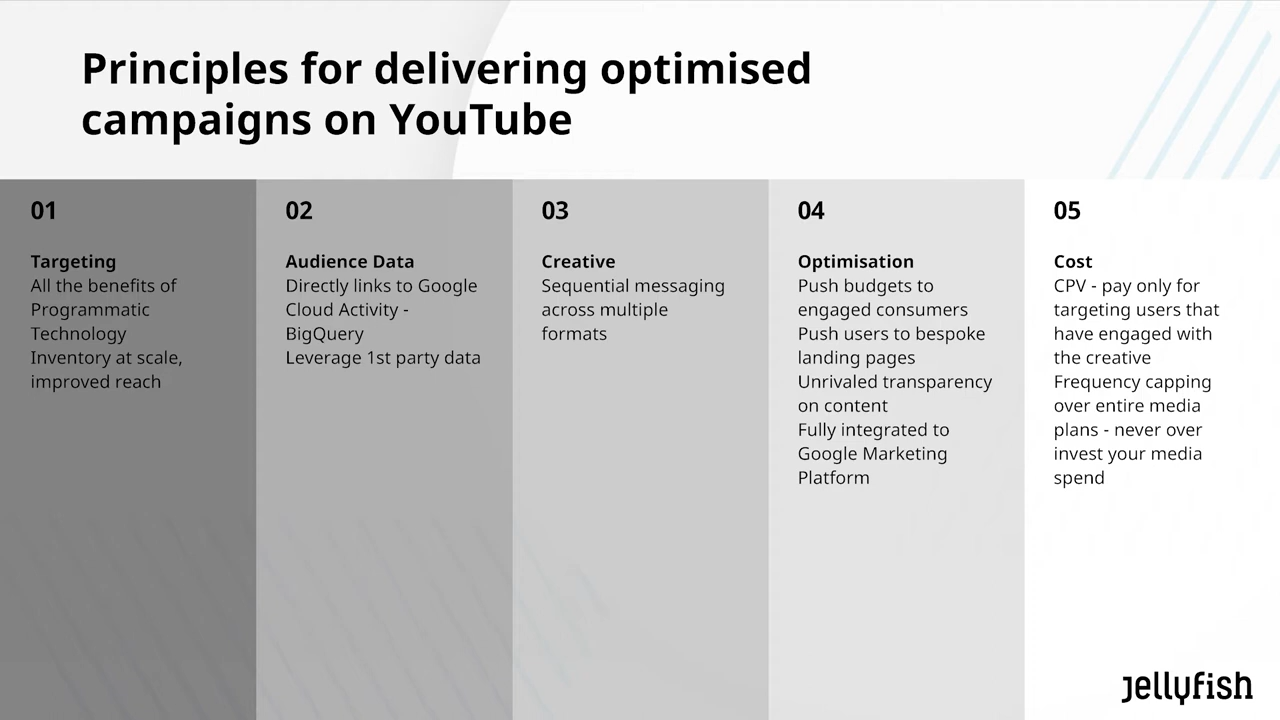 Principles for delivering optimised
campaigns on YouTube
01
Targeting
All the benefits of
Programmatic
Technology
Inventory at scale,
improved reach
02
Audience Data
Directly links to Google
Cloud Activity -
BigQuery
Leverage 1st party data
03
Creative
Sequential messaging
across multiple
formats
04
Optimisation
Push budgets to
engaged consumers
Push users to bespoke
landing pages
Unrivaled transparency
on content
Fully integrated to
Google Marketing
Platform
05
Cost
CPV - pay only for
targeting users that
have engaged with
the creative
Frequency capping
over entire media
plans - never over
invest your media
spend
jellyfish